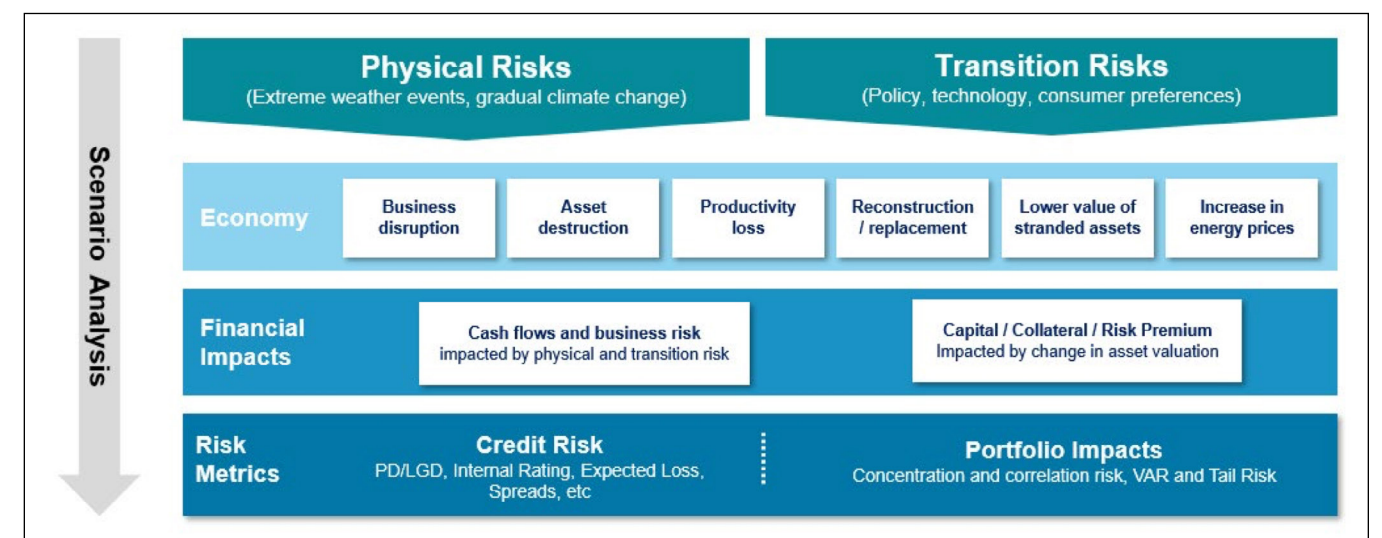 Scenario Analysis
Physical Risks
(Extreme weather events, gradual climate change)
Transition Risks
(Policy, technology, consumer preferences)
Economy
Business
disruption
Asset
destruction
Productivity
loss
Reconstruction
/ replacement
Lower value of
stranded assets
Increase in
energy prices
Financial
Impacts
Cash flows and business risk
impacted by physical and transition risk
Capital / Collateral / Risk Premium
Impacted by change in asset valuation
Risk
Metrics
Credit Risk
PD/LGD, Internal Rating, Expected Loss,
Spreads, etc
Portfolio Impacts
Concentration and correlation risk, VAR and Tail Risk